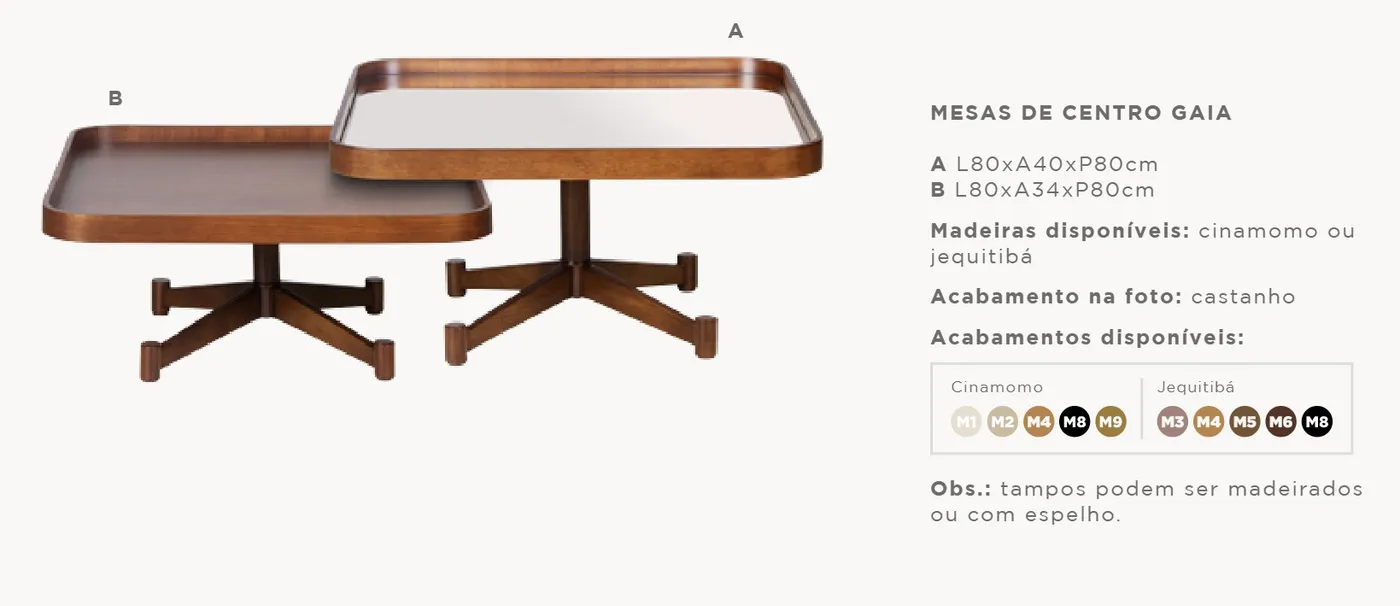 A
B
MESAS DE CENTRO GAIA
A L80xA40xP80cm
B L80xA34xP80cm
Madeiras disponíveis: cinamomo ou
jequitibá
Acabamento na foto: castanho
Acabamentos disponíveis:
Cinamomo
M1 M2 M4 M8 M9
Jequitibá
M3 M4 M5 M6 M8
Obs.: tampos podem ser madeirados
ou com espelho.